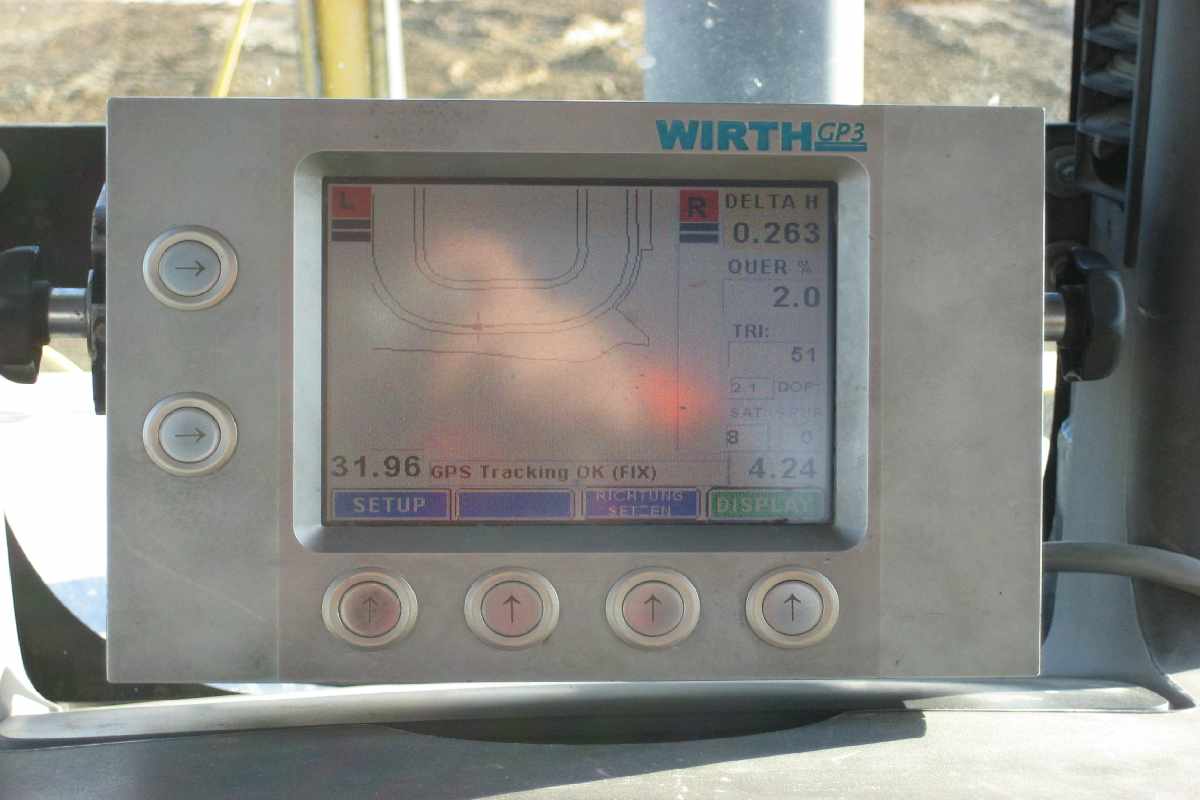 WIRTH GP3
L
R
DELTA H
0.263
QUER %
2.0
TRI:
51
2.1 DOP:
SAT
8 0
31.96 GPS Tracking OK (FIX) 4.24
SETUP
RICHTUNG
SETZEN
DISPLAY